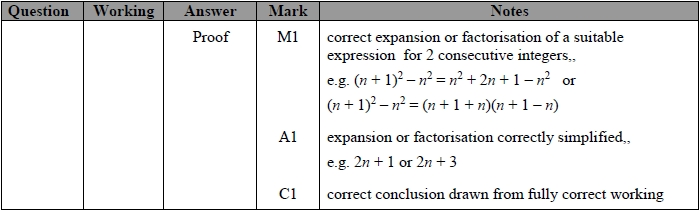 Question Working Answer Mark Notes
Proof M1 correct expansion or factorisation of a suitable
expression for 2 consecutive integers,,
e.g. (n + 1)² – n² = n² + 2n + 1 – n² or
(n + 1)² – n² = (n + 1 + n)(n + 1 – n)
A1 expansion or factorisation correctly simplified,,
e.g. 2n + 1 or 2n + 3
C1 correct conclusion drawn from fully correct working